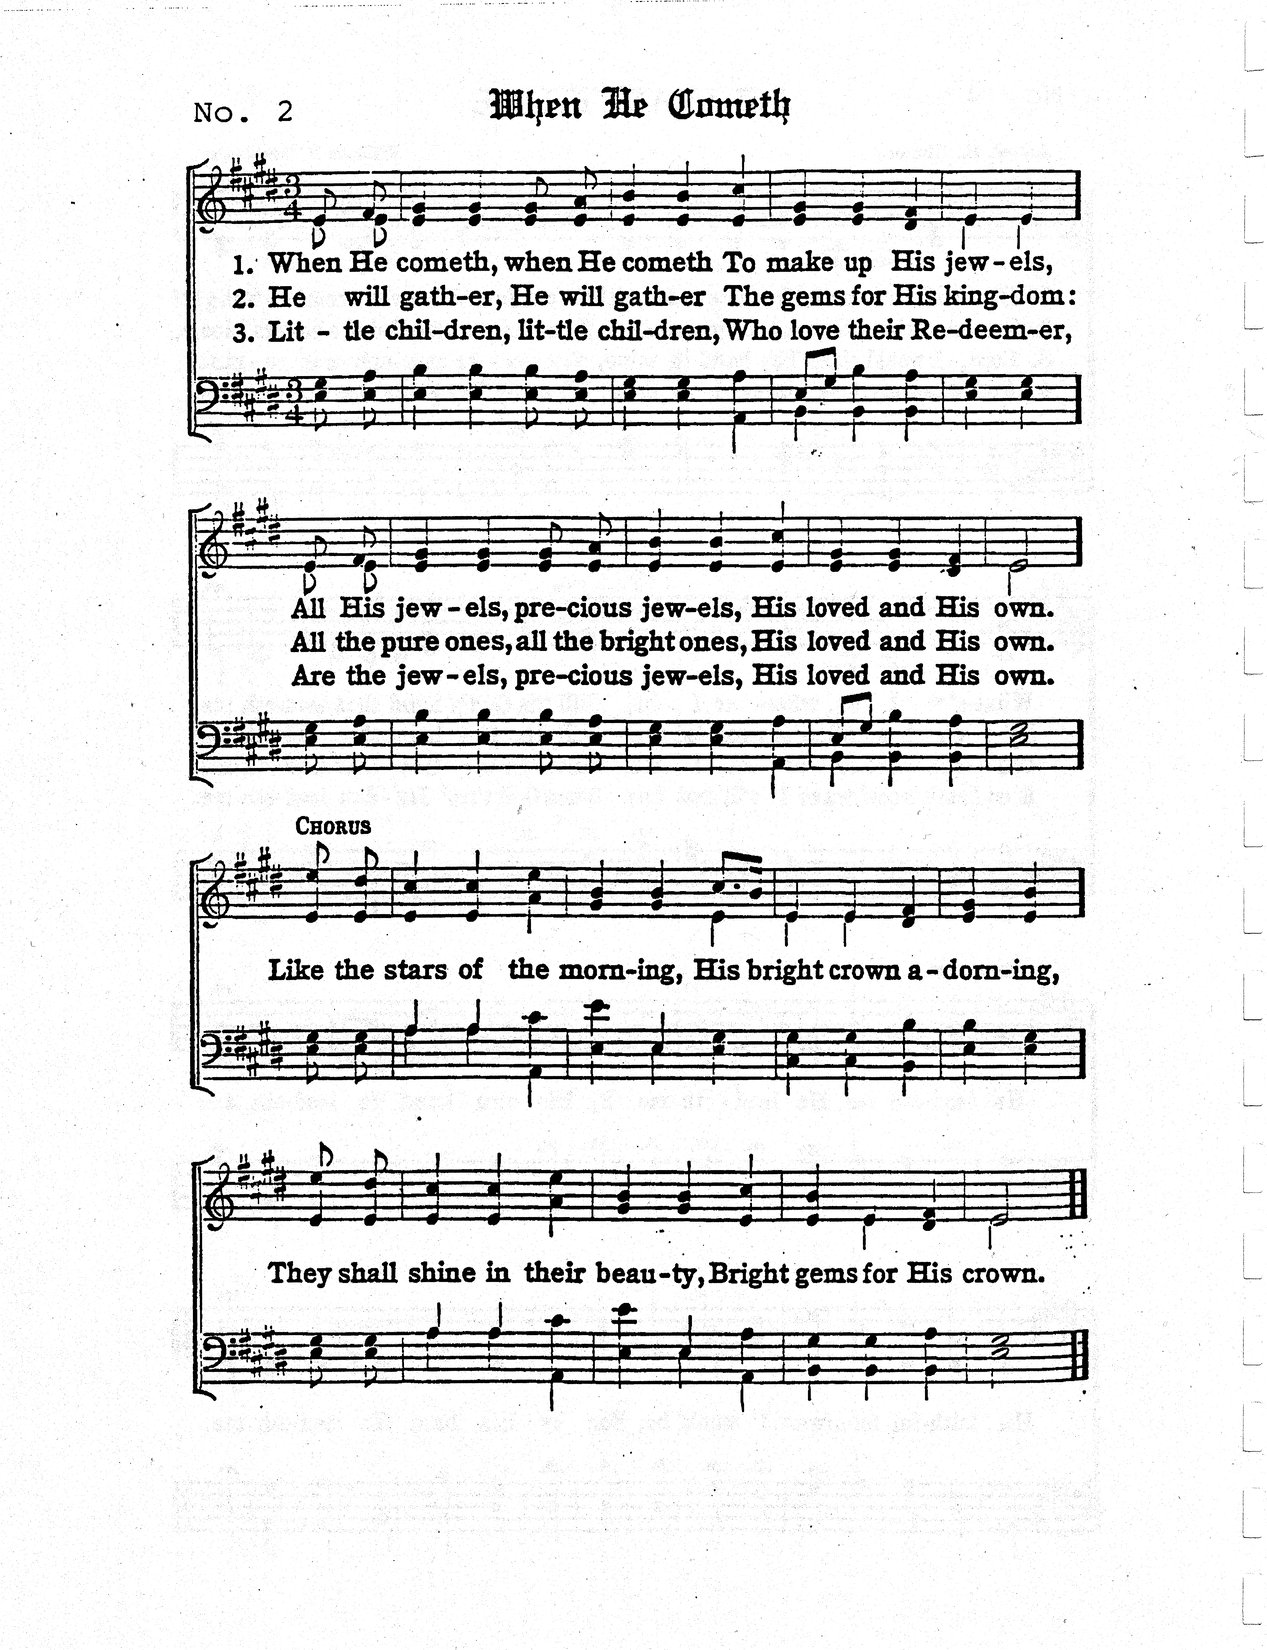 No. 2
When He Cometh
1. When He cometh, when He cometh To make up His jew-els,
2. He will gath-er, He will gath-er The gems for His king-dom:
3. Lit - tle chil-dren, lit-tle chil-dren, Who love their Re-deem-er,
All His jew-els, pre-cious jew-els, His loved and His own.
All the pure ones, all the bright ones, His loved and His own.
Are the jew-els, pre-cious jew-els, His loved and His own.
CHORUS
Like the stars of the morn-ing, His bright crown a-dorn-ing,
They shall shine in their beau-ty, Bright gems for His crown.